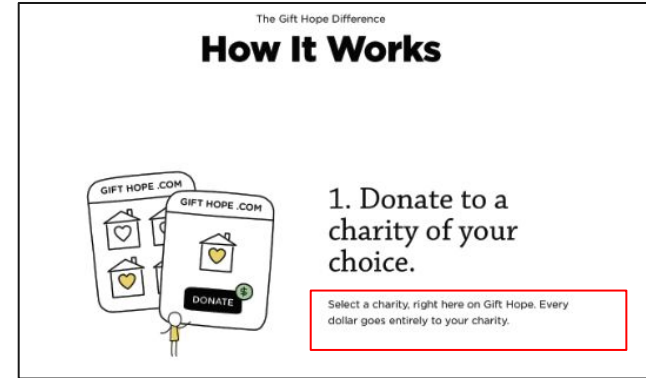 The Gift Hope Difference
How It Works
GIFT HOPE .COM
GIFT HOPE .COM
DONATE
$
1. Donate to a
charity of your
choice.
Select a charity, right here on Gift Hope. Every
dollar goes entirely to your charity.